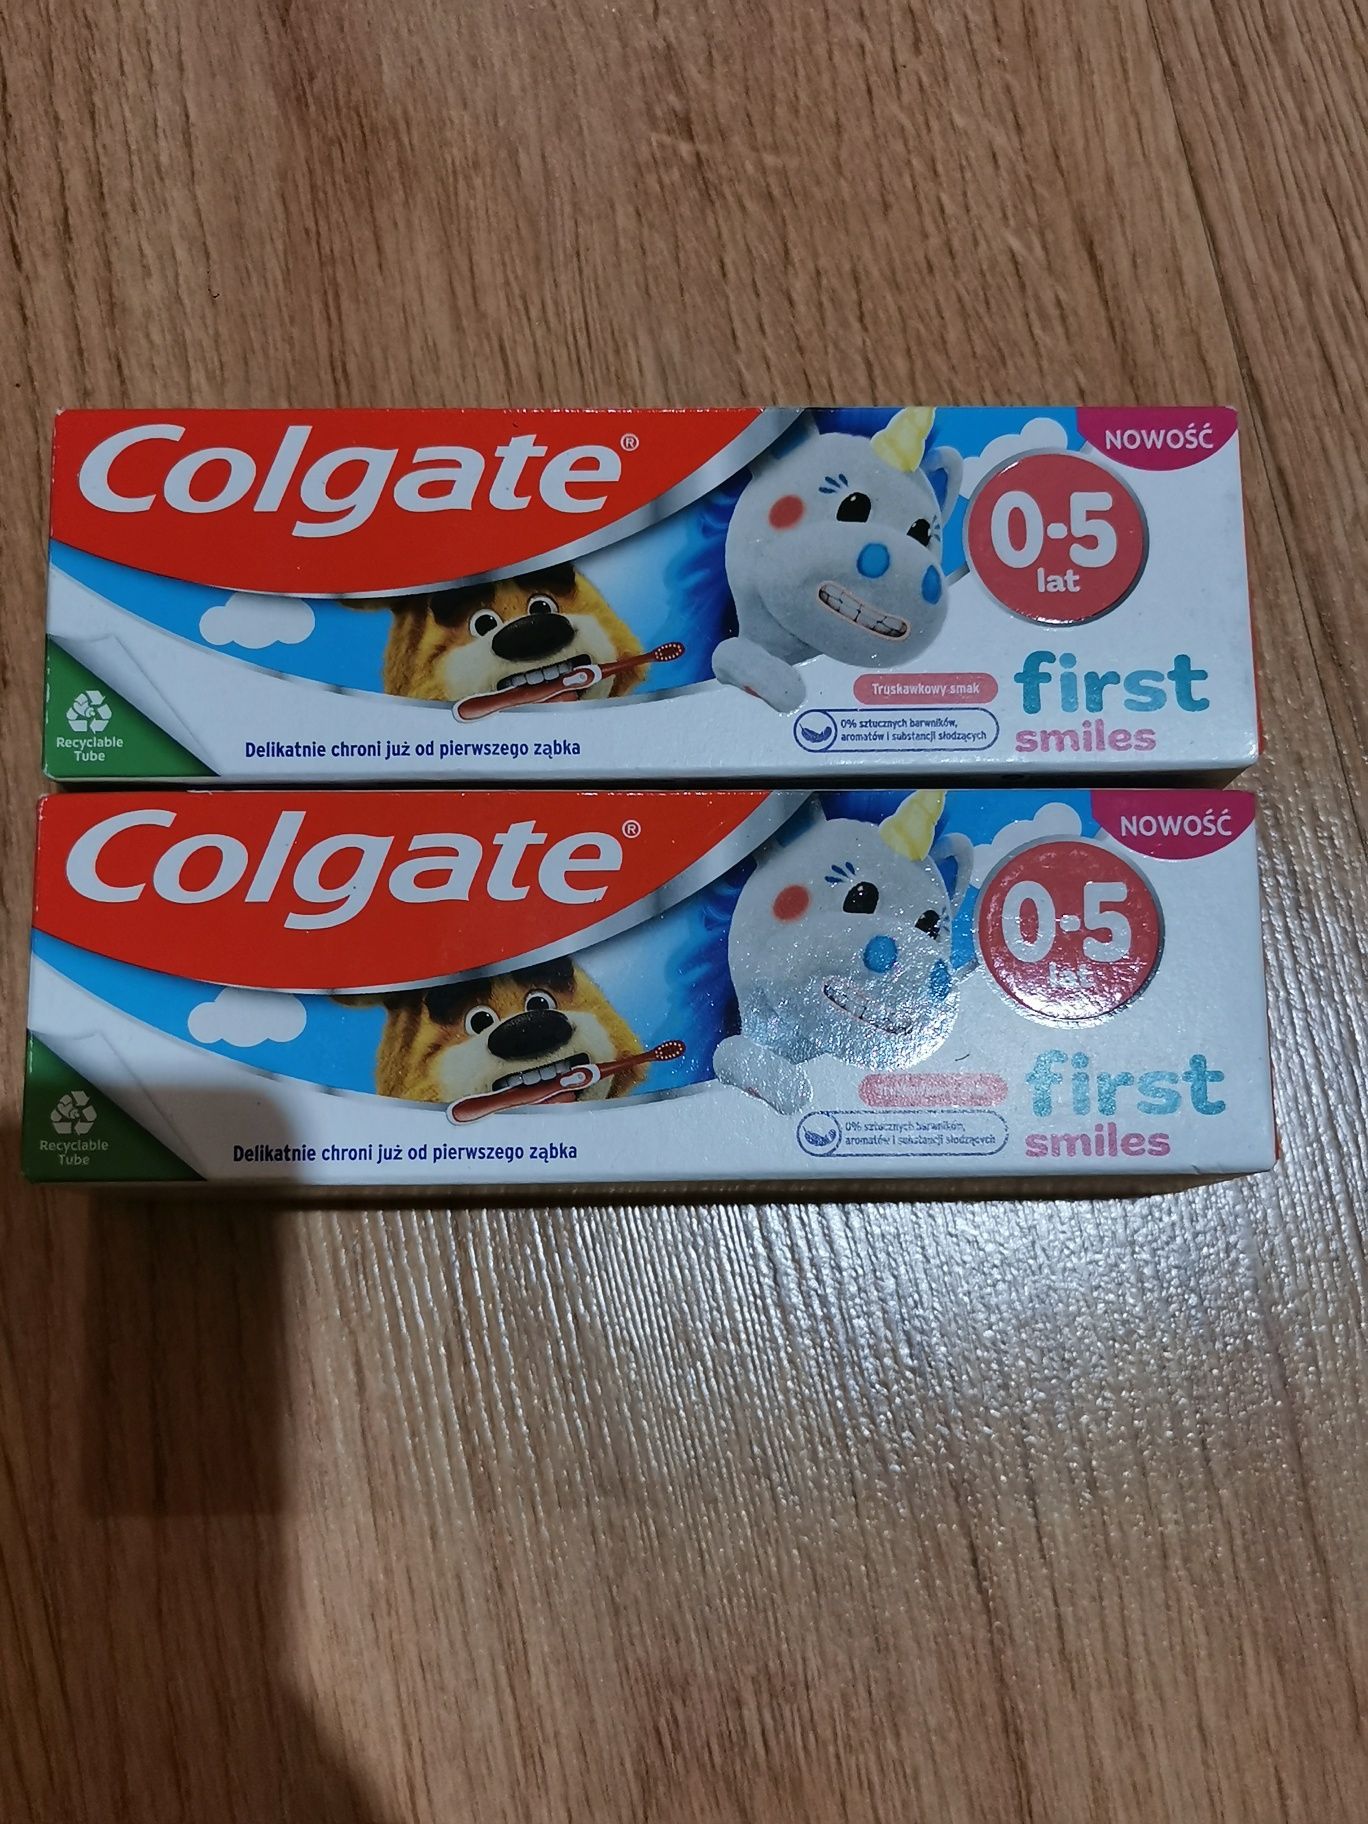 Colgate®
NOWOŚĆ
0-5
lat
Truskawkowy smak
first
smiles
0% sztucznych barwników,
aromatów i substancji słodzących
Recyclable
Tube
Delikatnie chroni już od pierwszego ząbka
Colgate®
NOWOŚĆ
0-5
lat
first
smiles
0% sztucznych barwników,
aromatów i substancji słodzących
Recyclable
Tube
Delikatnie chroni już od pierwszego ząbka